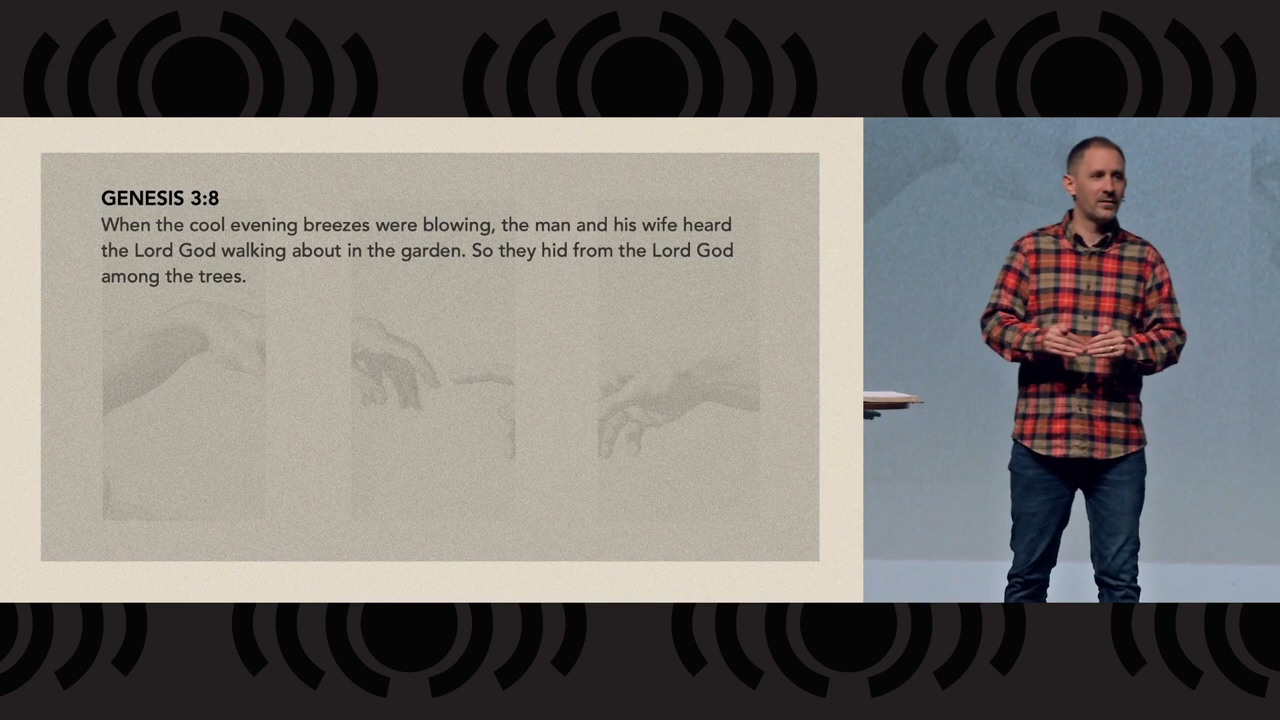 GENESIS 3:8
When the cool evening breezes were blowing, the man and his wife heard
the Lord God walking about in the garden. So they hid from the Lord God
among the trees.